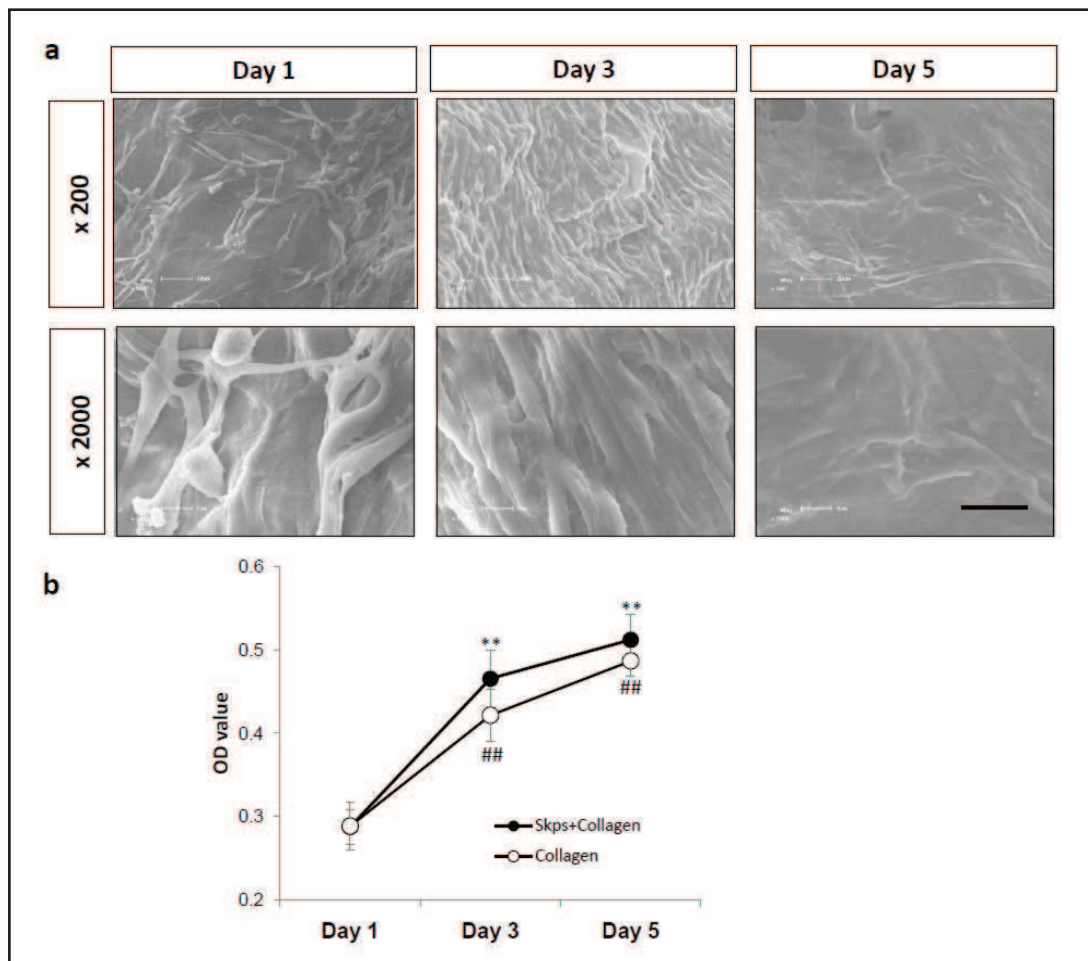 a
Day 1 Day 3 Day 5
x 200
x 2000
b
0.6
0.5
0.4
0.3
0.2
OD value
**
**
##
##
Skps+Collagen
Collagen
Day 1 Day 3 Day 5